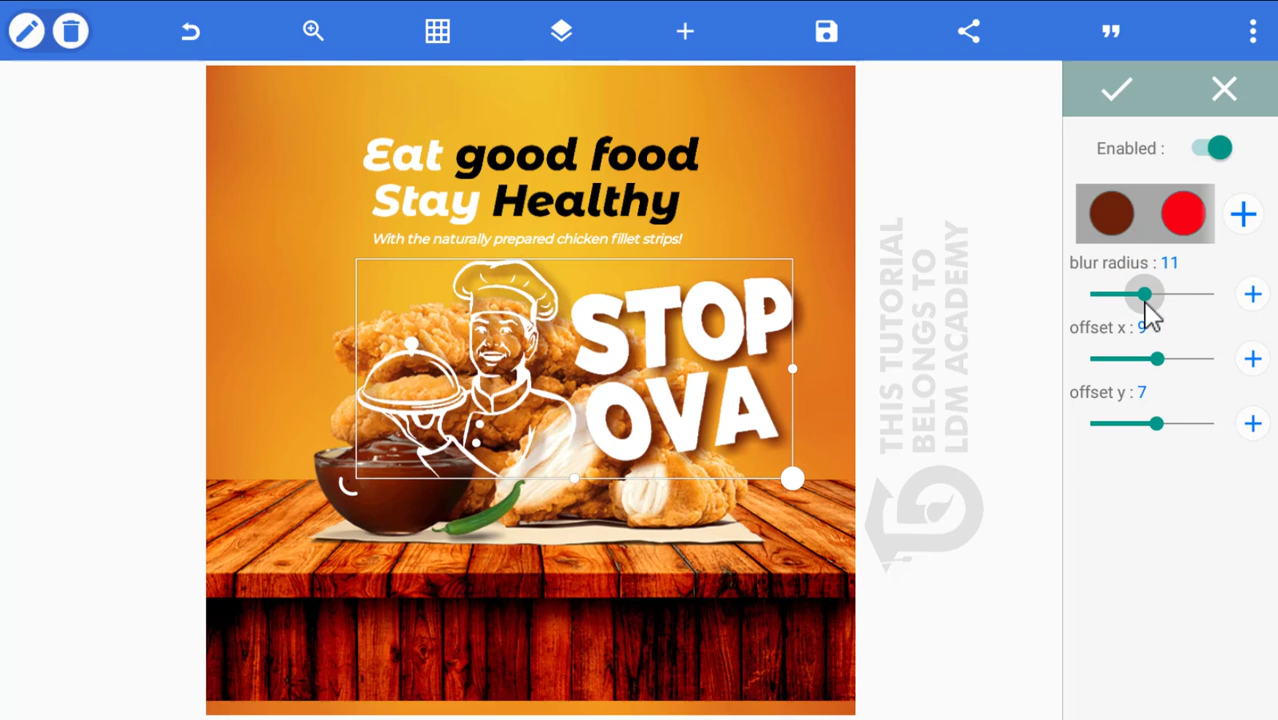 Enabled :
Eat good food
Stay Healthy
With the naturally prepared chicken fillet strips!
STOP
OVA
blur radius : 11
offset x : 9
offset y : 7
THIS TUTORIAL
BELONGS TO
LDM ACADEMY